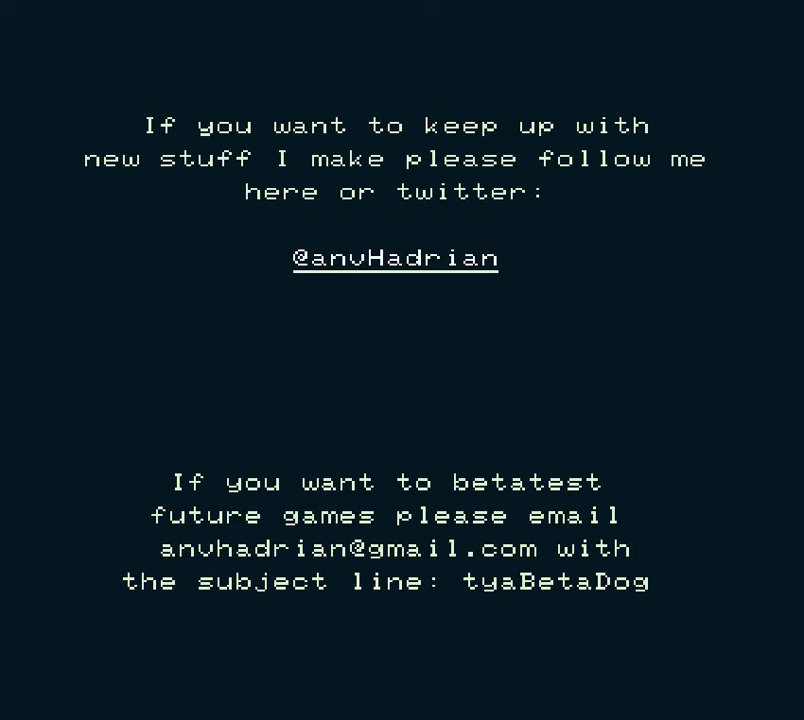 If you want to keep up with
new stuff I make please follow me
here or twitter:
@anvHadrian
If you want to betatest
future games please email
anvhadrian@gmail.com with
the subject line: tyaBetaDog